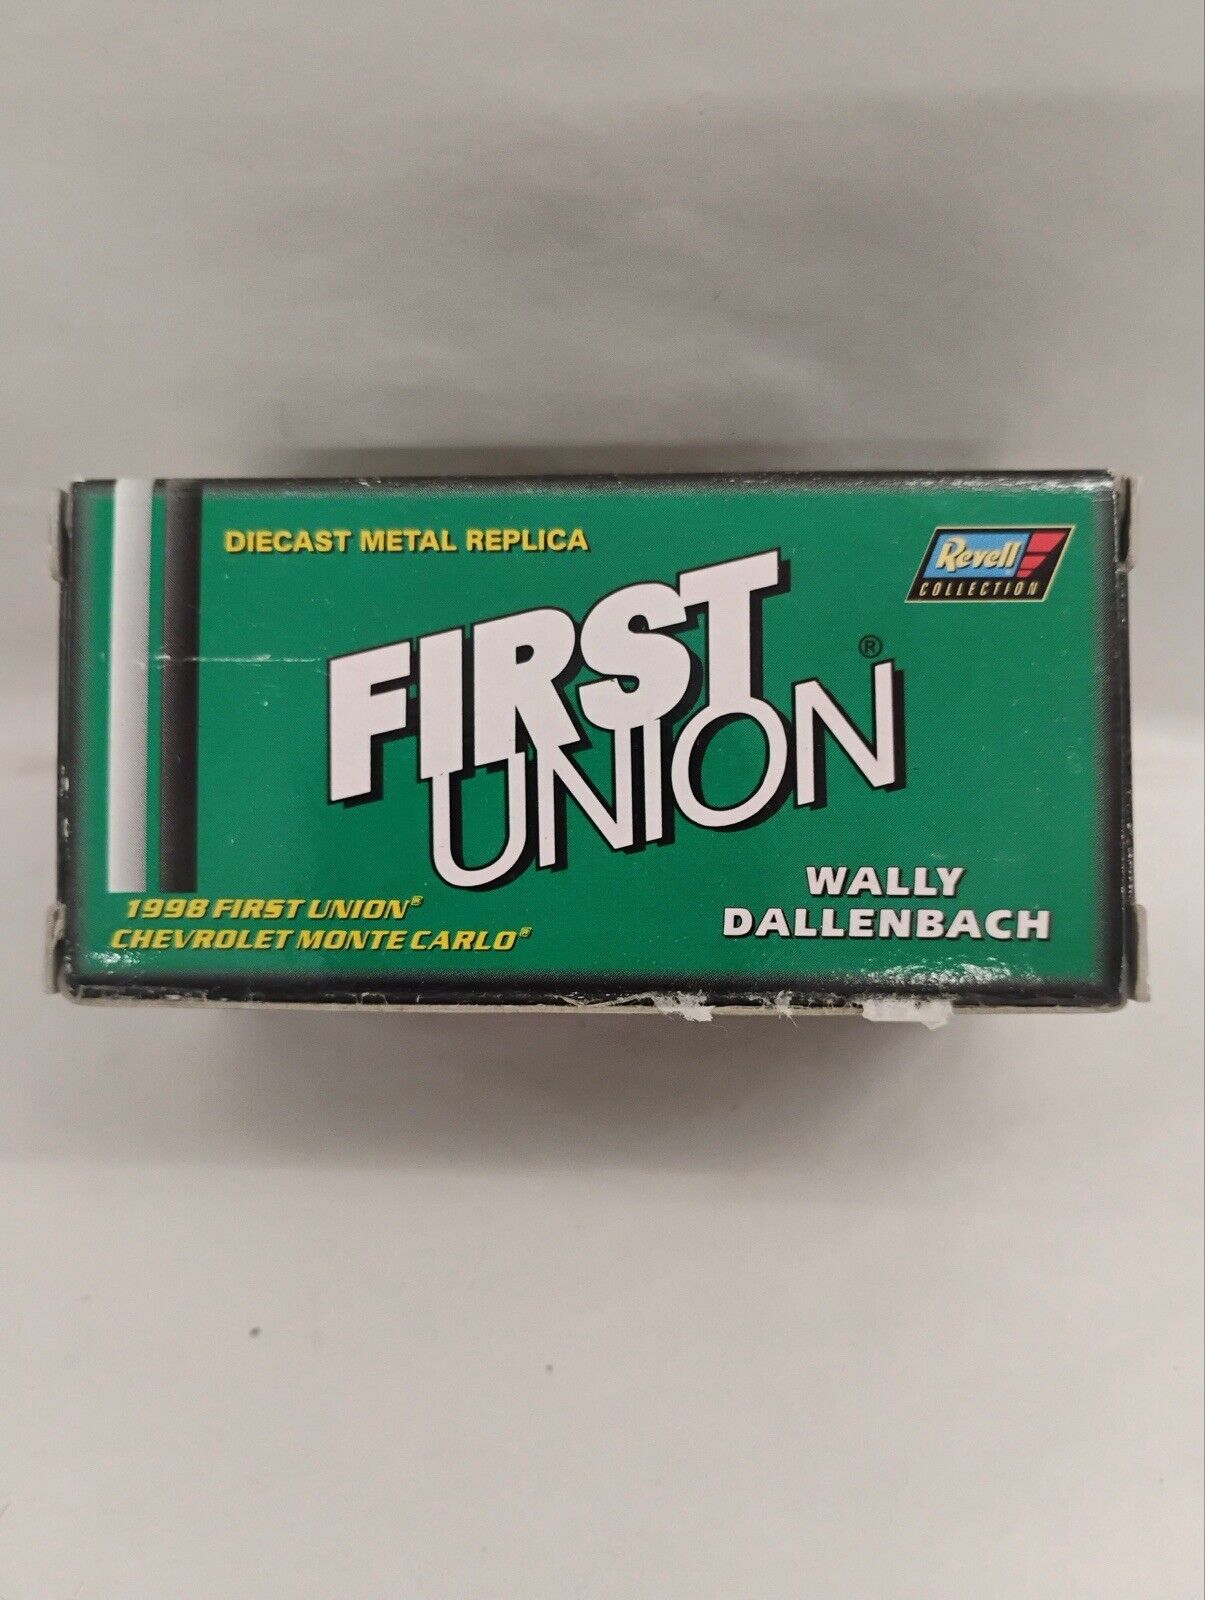 DIECAST METAL REPLICA
Revell
COLLECTION
FIRST
UNION®
1998 FIRST UNION®
CHEVROLET MONTE CARLO®
WALLY
DALLENBACH